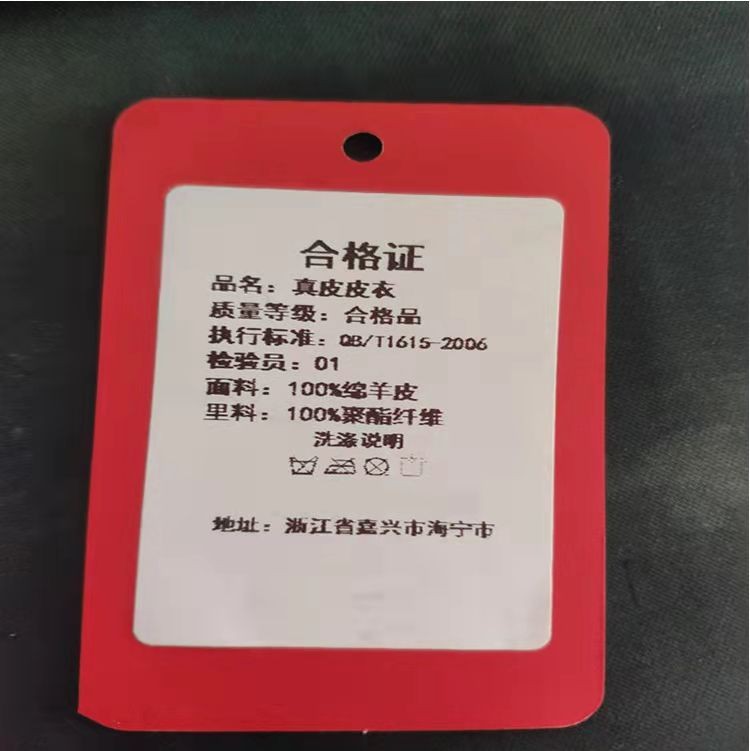 合格证
品名：真皮皮衣
质量等级：合格品
执行标准：QB/T1615-2006
检验员：01
面料：100%绵羊皮
里料：100%聚酯纤维
洗涤说明
地址：浙江省嘉兴市海宁市